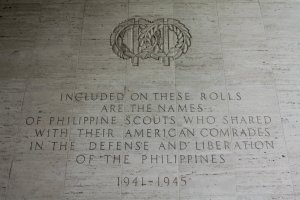 INCLUDED ON THESE ROLLS
ARE THE NAMES
OF PHILIPPINE SCOUTS WHO SHARED
WITH THEIR AMERICAN COMRADES
IN THE DEFENSE AND LIBERATION
OF THE PHILIPPINES
1941-1945